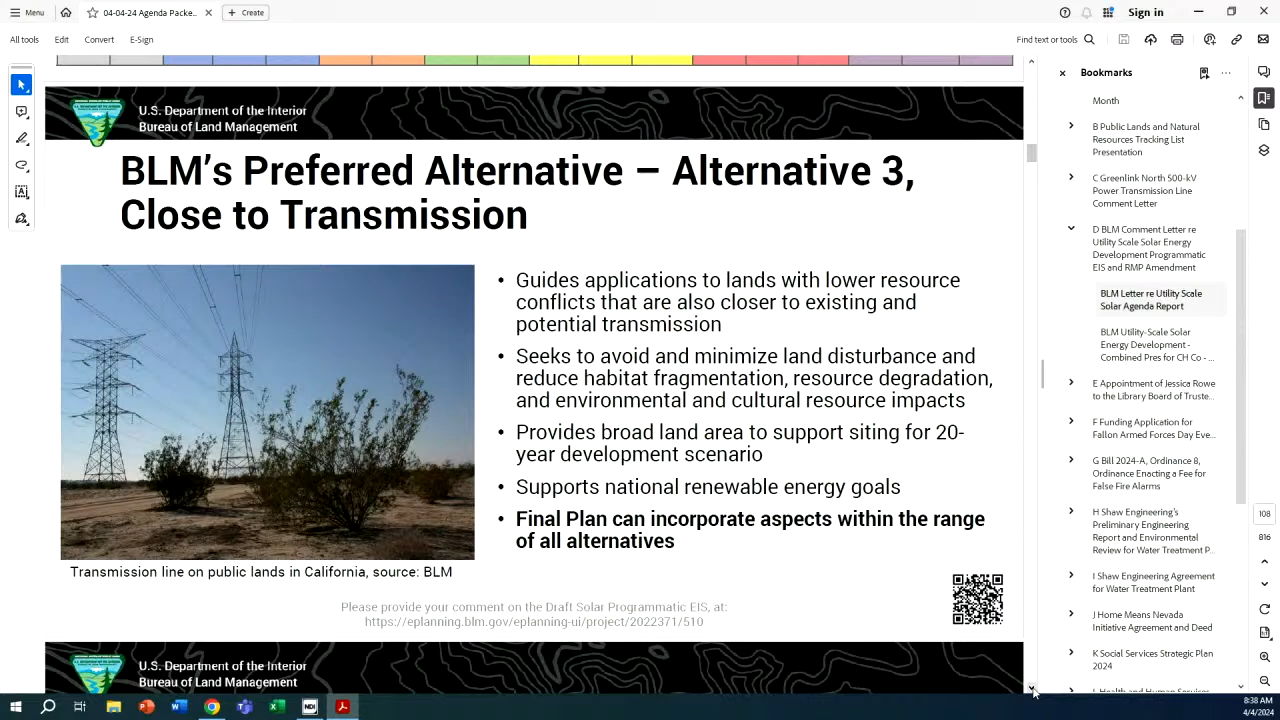 Menu
04-04-24 Agenda Packe...
Create
Sign in
All tools
Edit
Convert
E-Sign
Find text or tools
U.S. Department of the Interior
Bureau of Land Management
BLM's Preferred Alternative – Alternative 3,
Close to Transmission
• Guides applications to lands with lower resource
conflicts that are also closer to existing and
potential transmission
• Seeks to avoid and minimize land disturbance and
reduce habitat fragmentation, resource degradation,
and environmental and cultural resource impacts
• Provides broad land area to support siting for 20-
year development scenario
• Supports national renewable energy goals
• Final Plan can incorporate aspects within the range
of all alternatives
Transmission line on public lands in California, source: BLM
Please provide your comment on the Draft Solar Programmatic EIS, at:
https://eplanning.blm.gov/eplanning-ui/project/2022371/510
U.S. Department of the Interior
Bureau of Land Management
Bookmarks
Month
B Public Lands and Natural
Resources Tracking List
Presentation
C Greenlink North 500-kV
Power Transmission Line
Comment Letter
D BLM Comment Letter re
Utility Scale Solar Energy
Development Programmatic
EIS and RMP Amendment
BLM Letter re Utility Scale
Solar Agenda Report
BLM Utility-Scale Solar
Energy Development -
Combined Pres for CH Co - ...
E Appointment of Jessica Rowe
to the Library Board of Truste...
F Funding Application for
Fallon Armed Forces Day Eve...
G Bill 2024-A, Ordinance 8,
Ordinance Enacting a Fee for
False Fire Alarms
H Shaw Engineering's
Preliminary Engineering
Report and Environmental
Review for Water Treatment P...
I Shaw Engineering Agreement
for Water Treatment Plant
J Home Means Nevada
Initiative Agreement and Deed
K Social Services Strategic Plan
2024
L Health and Human Services
108
816
NDI
8:38 AM
4/4/2024